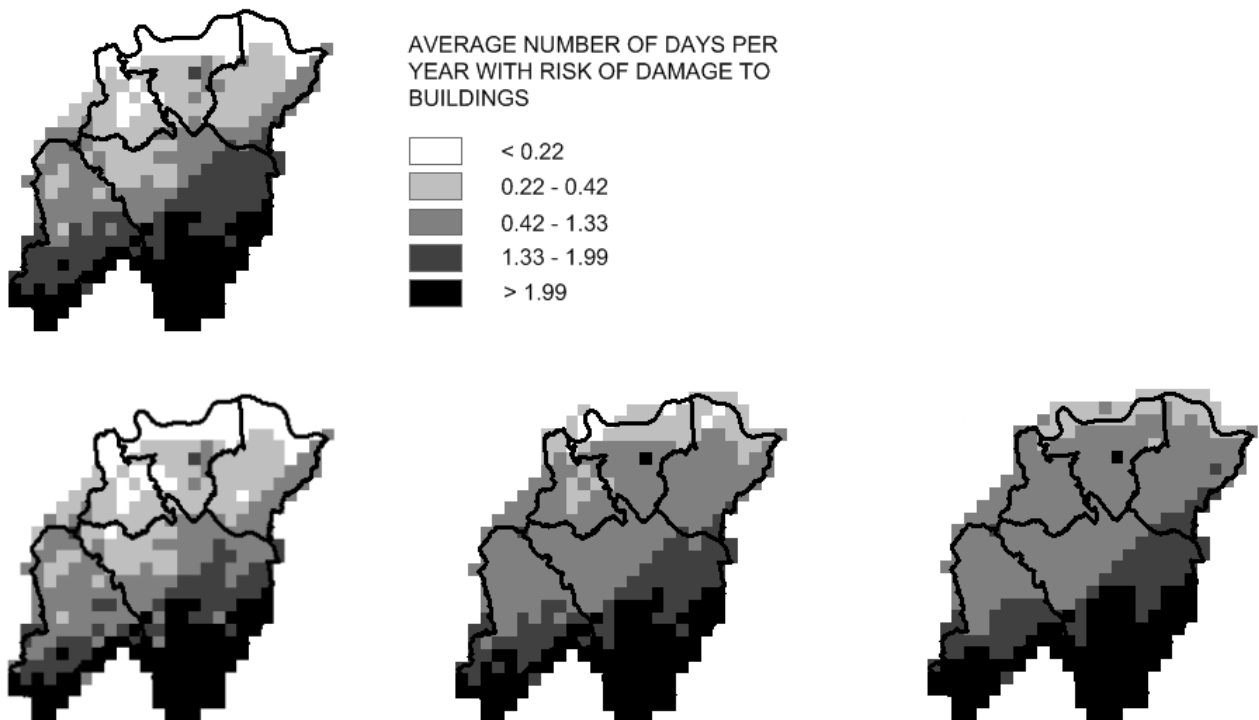 AVERAGE NUMBER OF DAYS PER
YEAR WITH RISK OF DAMAGE TO
BUILDINGS
< 0.22
0.22 - 0.42
0.42 - 1.33
1.33 - 1.99
> 1.99